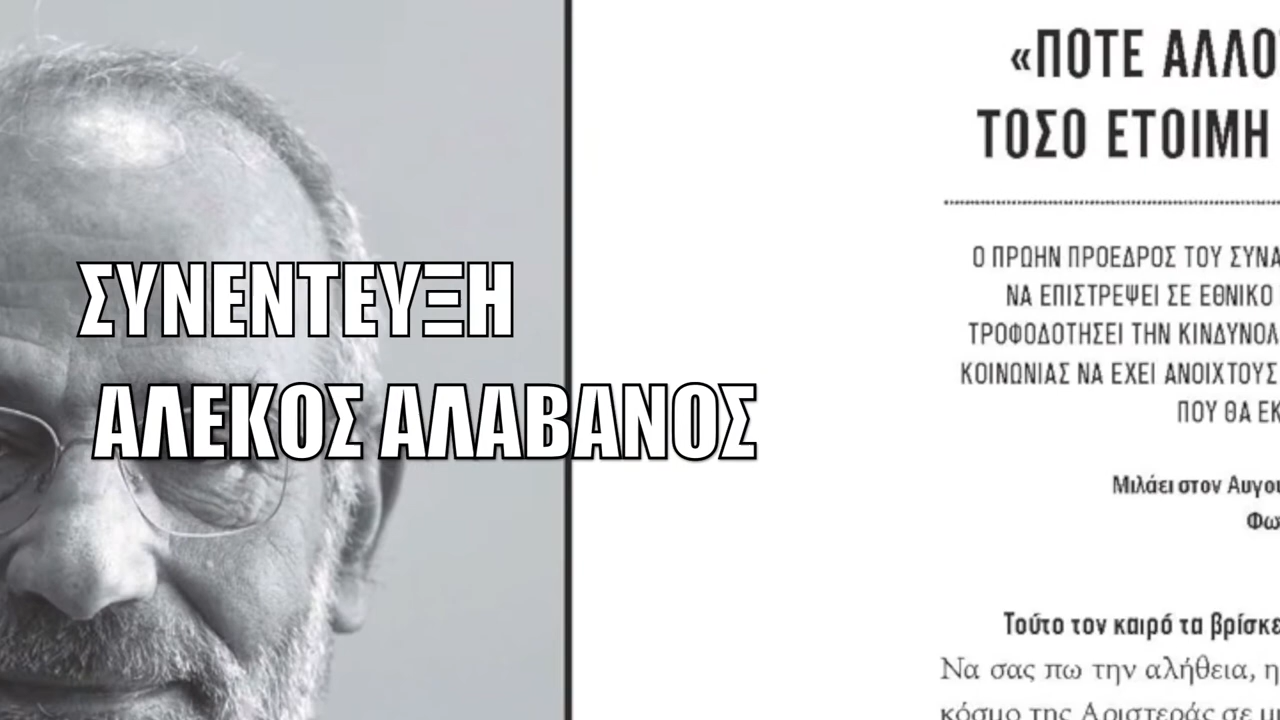 ΣΥΝΕΝΤΕΥΞΗ
ΑΛΕΚΟΣ ΑΛΑΒΑΝΟΣ
«ΠΟΤΕ
ΤΟΣΟ ΕΤΟΙΜΗ
Ο ΠΡΩΗΝ ΠΡΟΕΔΡΟΣ ΤΟΥ
ΝΑ ΕΠΙΣΤΡΕΨΕΙ ΣΕ ΕΘΝΙΚΟ
ΤΡΟΦΟΔΟΤΗΣΕΙ ΤΗΝ
ΚΟΙΝΩΝΙΑΣ ΝΑ ΕΧΕΙ ΑΝΟΙΧΤΟΥΣ
ΠΟΥ ΘΑ
Μιλάει στον
Τούτο τον καιρό τα
Να σας πω την αλήθεια, η
κόσμο της Αριστεράς σε